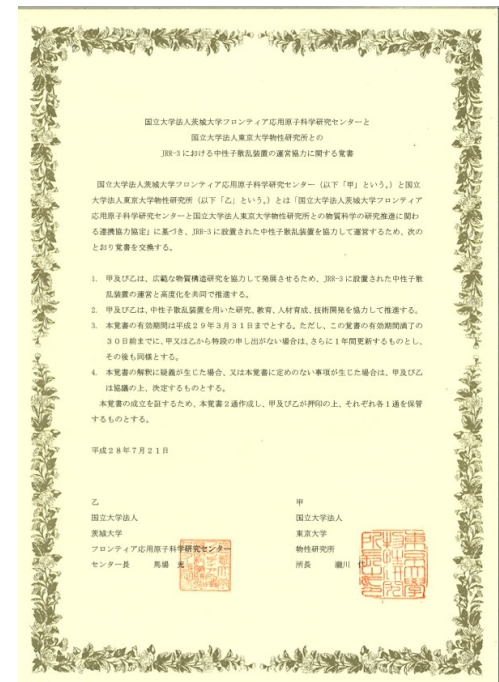 国立大学法人茨城大学フロンティア応用原子科学研究センターと
国立大学法人東京大学物性研究所との
JRR-3における中性子散乱装置の運営協力に関する覚書
国立大学法人茨城大学フロンティア応用原子科学研究センター（以下「甲」という。）と国立
大学法人東京大学物性研究所（以下「乙」という。）とは「国立大学法人茨城大学フロンティア
応用原子科学研究センターと国立大学法人東京大学物性研究所との物質科学の研究推進に関わ
る連携協力協定」に基づき、JRR-3に設置された中性子散乱装置を協力して運営するため、次の
とおり覚書を交換する。
1. 甲及び乙は、広範な物質構造研究を協力して発展させるため、JRR-3に設置された中性子散
乱装置の運営と高度化を共同で推進する。
2. 甲及び乙は、中性子散乱装置を用いた研究、教育、人材育成、技術開発を協力して推進する。
3. 本覚書の有効期間は平成29年3月31日までとする。ただし、この覚書の有効期間満了の
30日前までに、甲又は乙から特段の申し出がない場合は、さらに1年間更新するものとし、
その後も同様とする。
4. 本覚書の解釈に疑義が生じた場合、又は本覚書に定めのない事項が生じた場合は、甲及び乙
は協議の上、決定するものとする。
本覚書の成立を証するため、本覚書2通作成し、甲及び乙が押印の上、それぞれ各1通を保管
するものとする。
平成28年7月21日
乙
国立大学法人
茨城大学
フロンティア応用原子科学研究センター
センター長 馬場 充
甲
国立大学法人
東京大学
物性研究所
所長 瀧川 仁